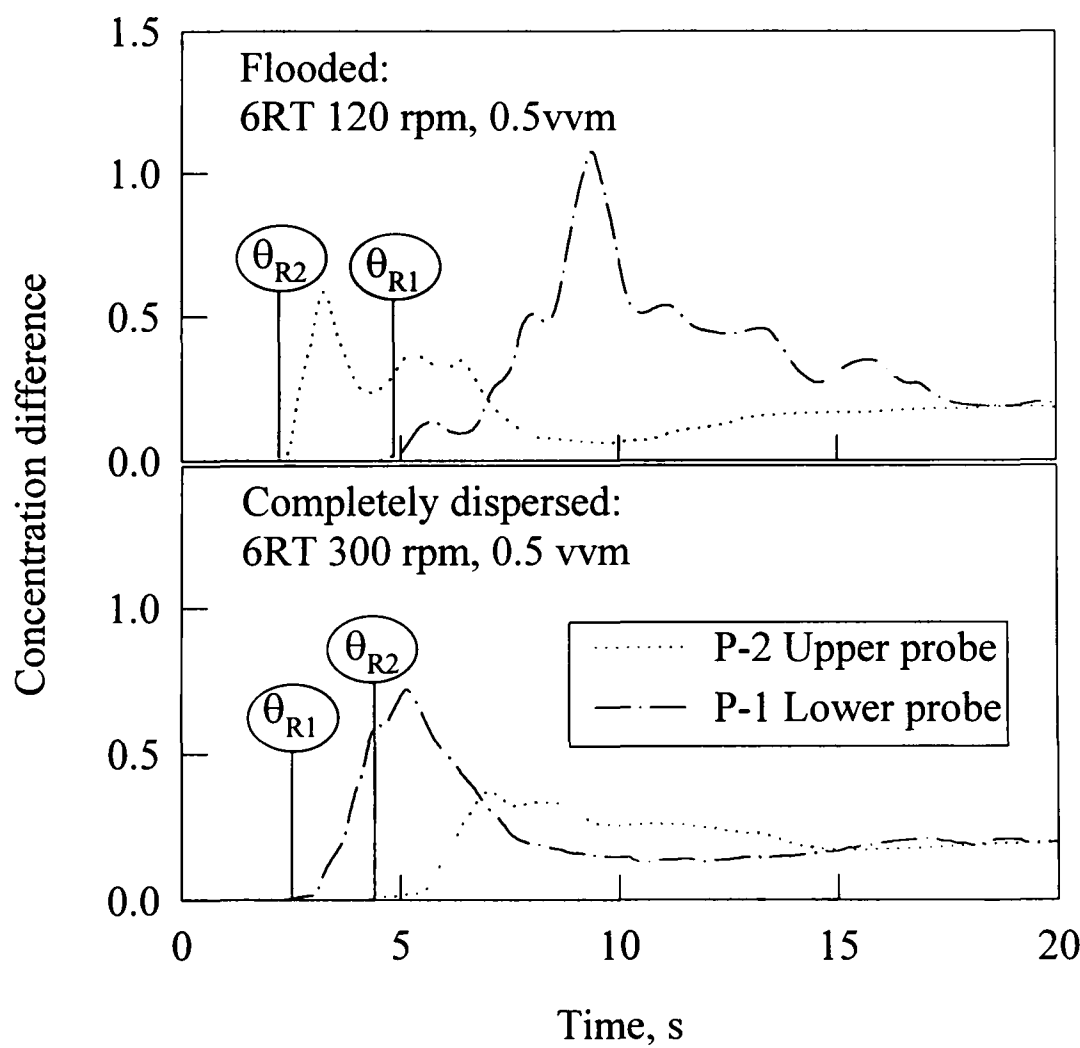 1.5
Flooded:
6RT 120 rpm, 0.5vvm
1.0
θR2
θR1
0.5
0.0
Concentration difference
Completely dispersed:
6RT 300 rpm, 0.5 vvm
1.0
θR2
θR1
P-2 Upper probe
P-1 Lower probe
0.5
0.0
0 5 10 15 20
Time, s